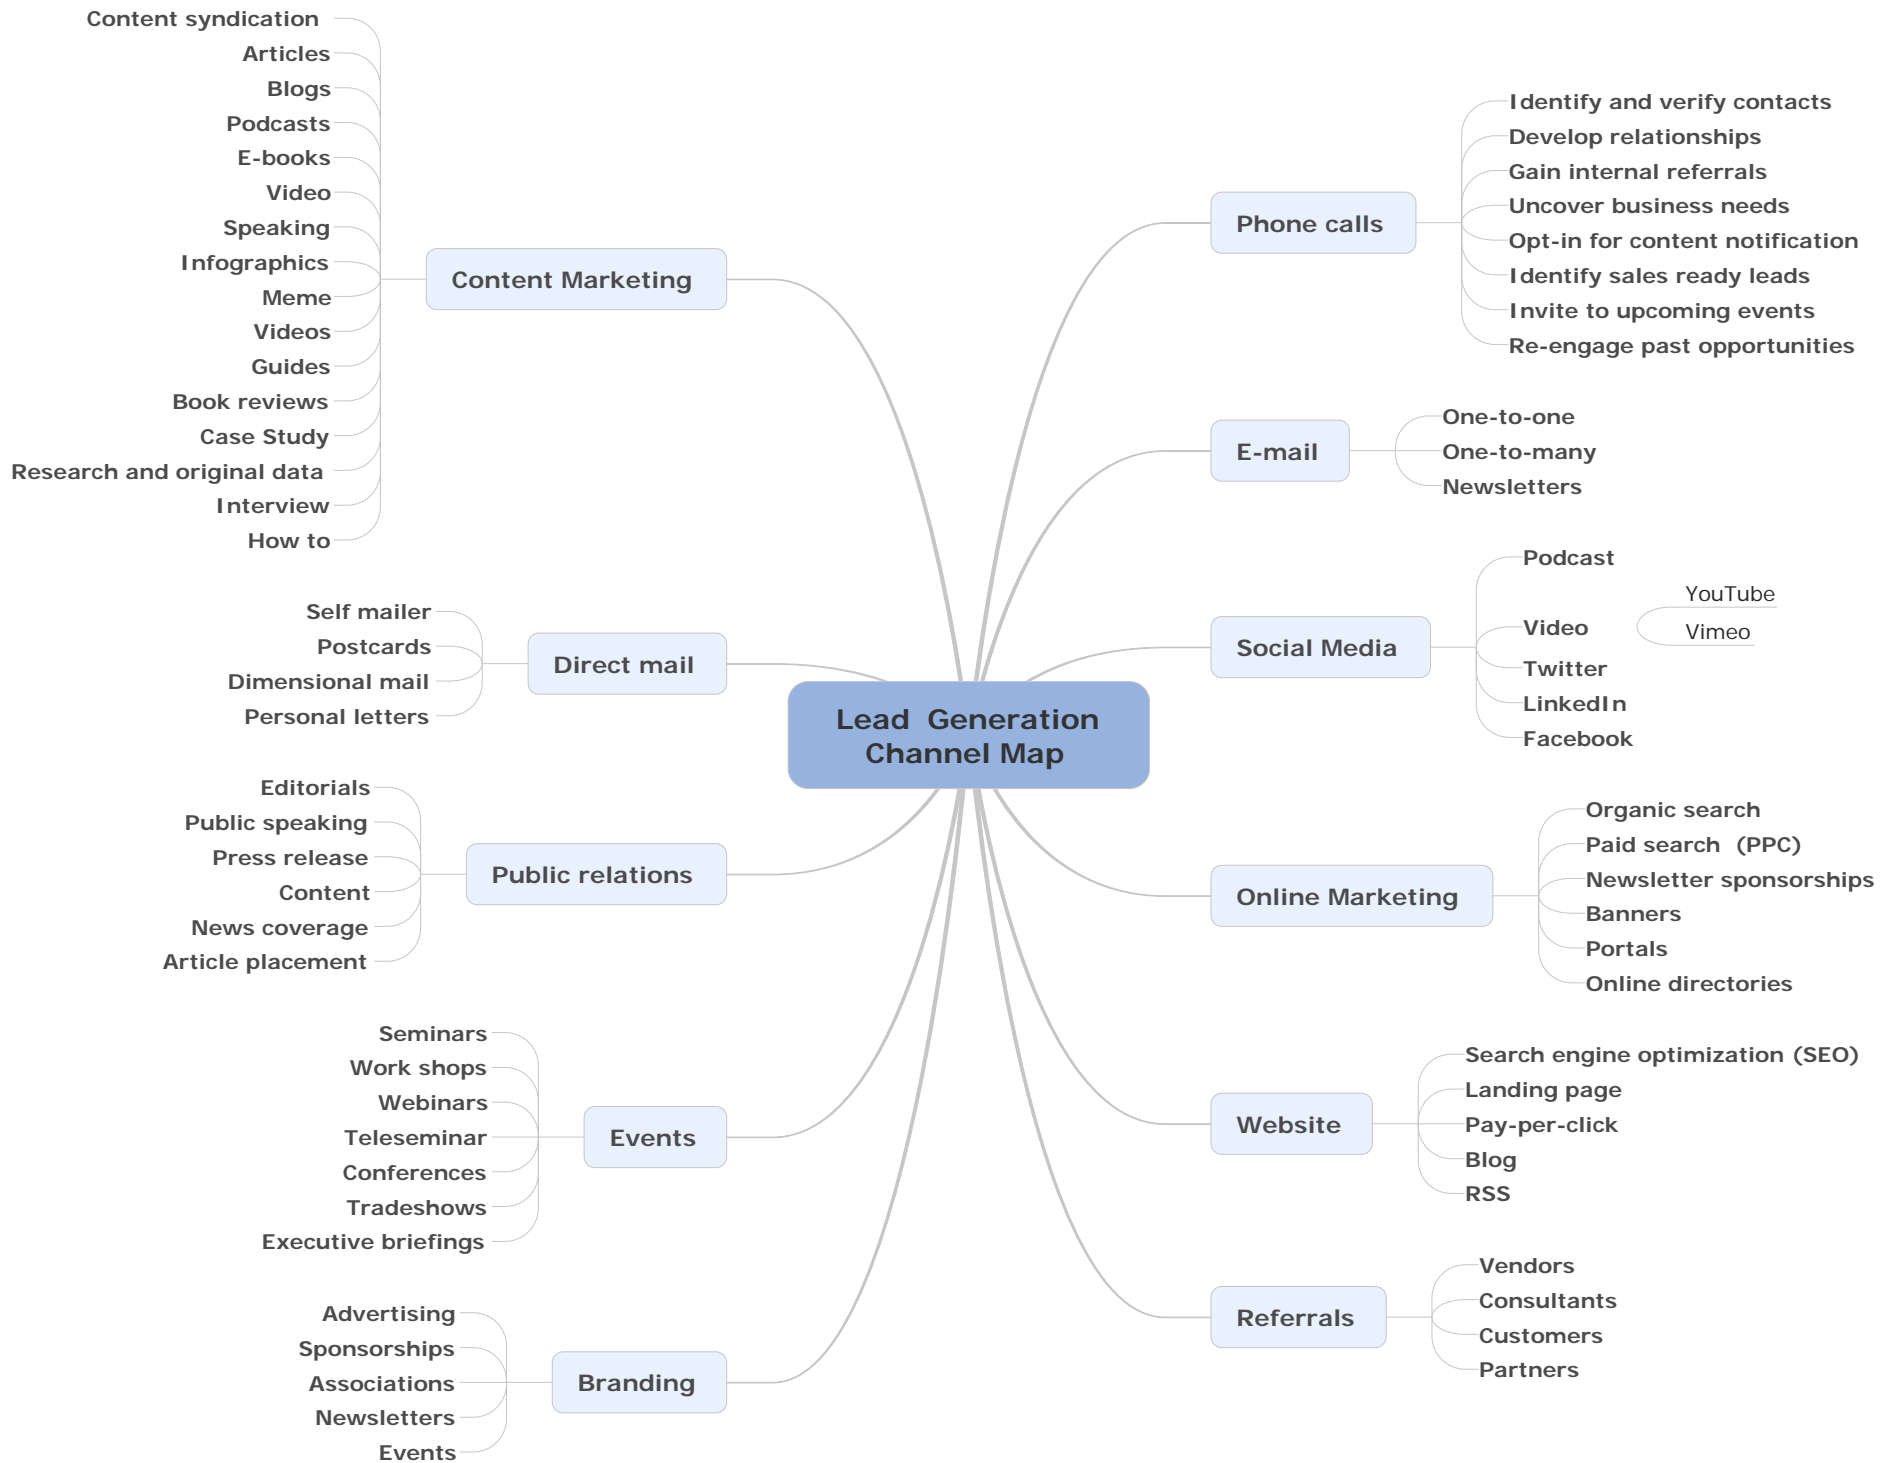 Lead  Generation
Channel Map
Content Marketing
Content syndication
Articles
Blogs
Podcasts
E-books
Video
Speaking
Infographics
Meme
Videos
Guides
Book reviews
Case Study
Research and original data
Interview
How to
Direct mail
Self mailer
Postcards
Dimensional mail
Personal letters
Public relations
Editorials
Public speaking
Press release
Content
News coverage
Article placement
Events
Seminars
Work shops
Webinars
Teleseminar
Conferences
Tradeshows
Executive briefings
Branding
Advertising
Sponsorships
Associations
Newsletters
Events
Phone calls
Identify and verify contacts
Develop relationships
Gain internal referrals
Uncover business needs
Opt-in for content notification
Identify sales ready leads
Invite to upcoming events
Re-engage past opportunities
E-mail
One-to-one
One-to-many
Newsletters
Social Media
Podcast
Video
YouTube
Vimeo
Twitter
LinkedIn
Facebook
Online Marketing
Organic search
Paid search  (PPC)
Newsletter sponsorships
Banners
Portals
Online directories
Website
Search engine optimization (SEO)
Landing page
Pay-per-click
Blog
RSS
Referrals
Vendors
Consultants
Customers
Partners